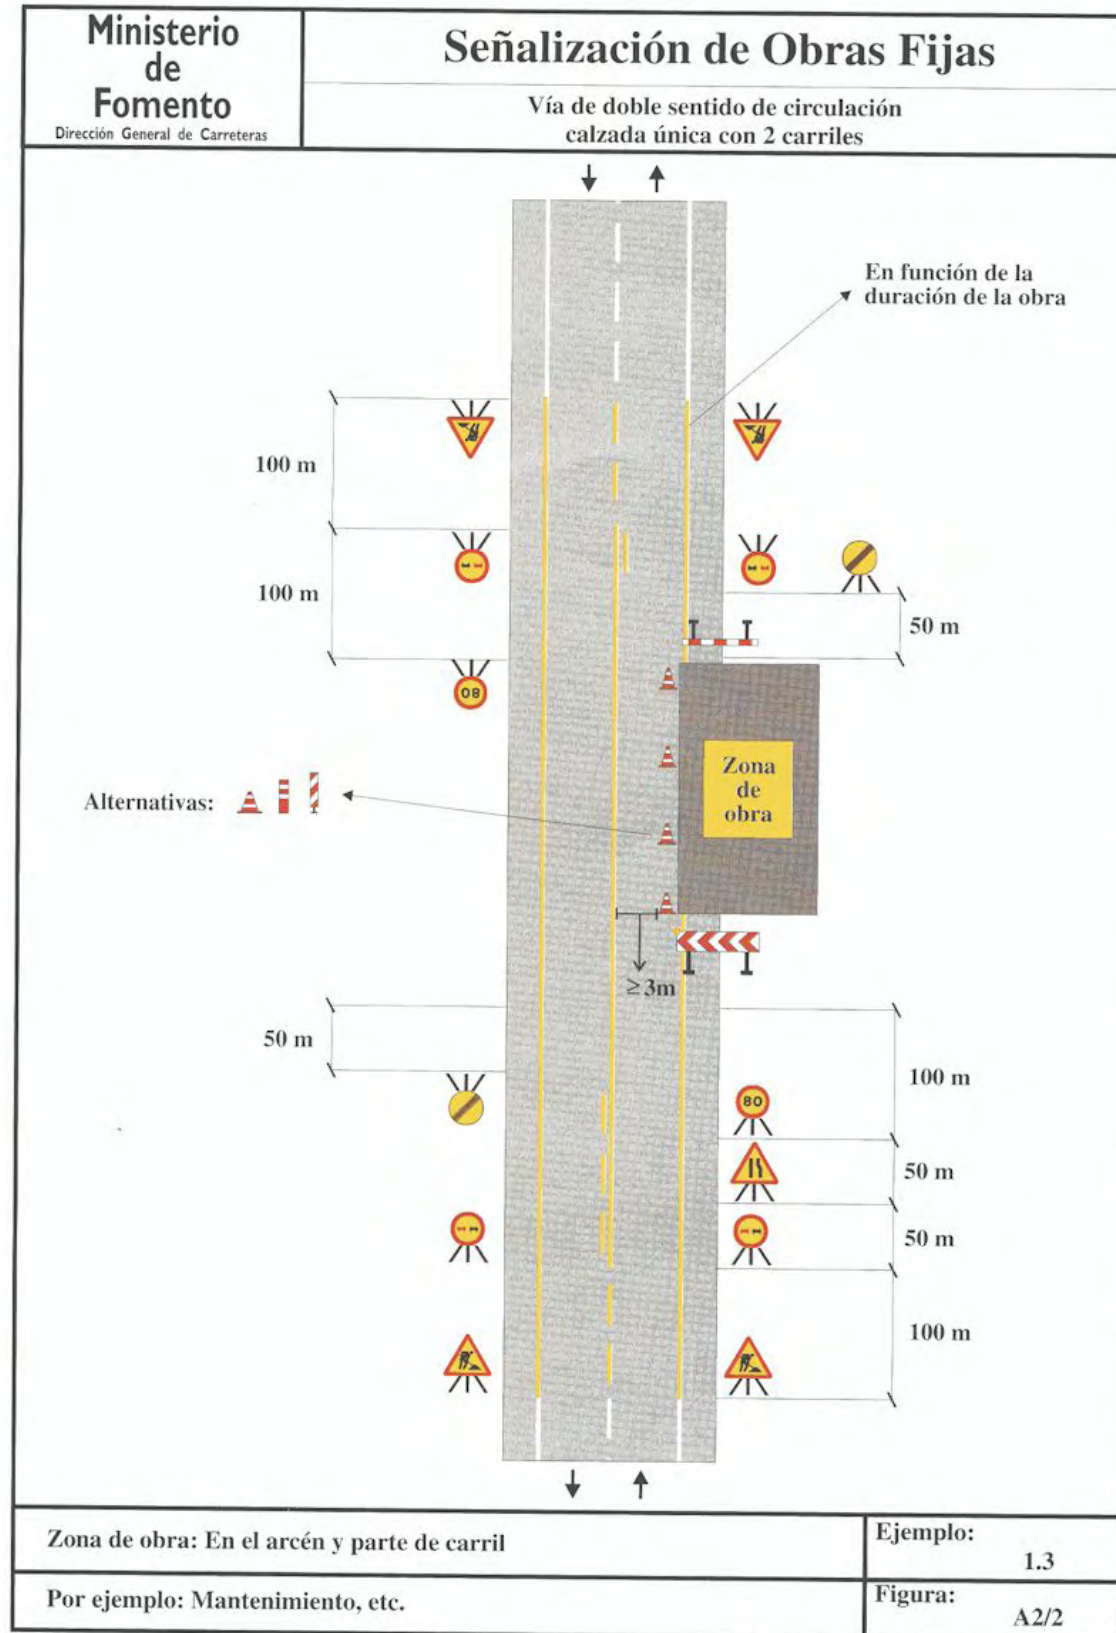 Ministerio
de
Fomento
Dirección General de Carreteras
Señalización de Obras Fijas
Vía de doble sentido de circulación
calzada única con 2 carriles
En función de la
duración de la obra
100 m
100 m
50 m
80
Zona
de
obra
Alternativas:
≥ 3m
50 m
100 m
80
50 m
50 m
100 m
Zona de obra: En el arcén y parte de carril
Ejemplo:
1.3
Por ejemplo: Mantenimiento, etc.
Figura:
A2/2